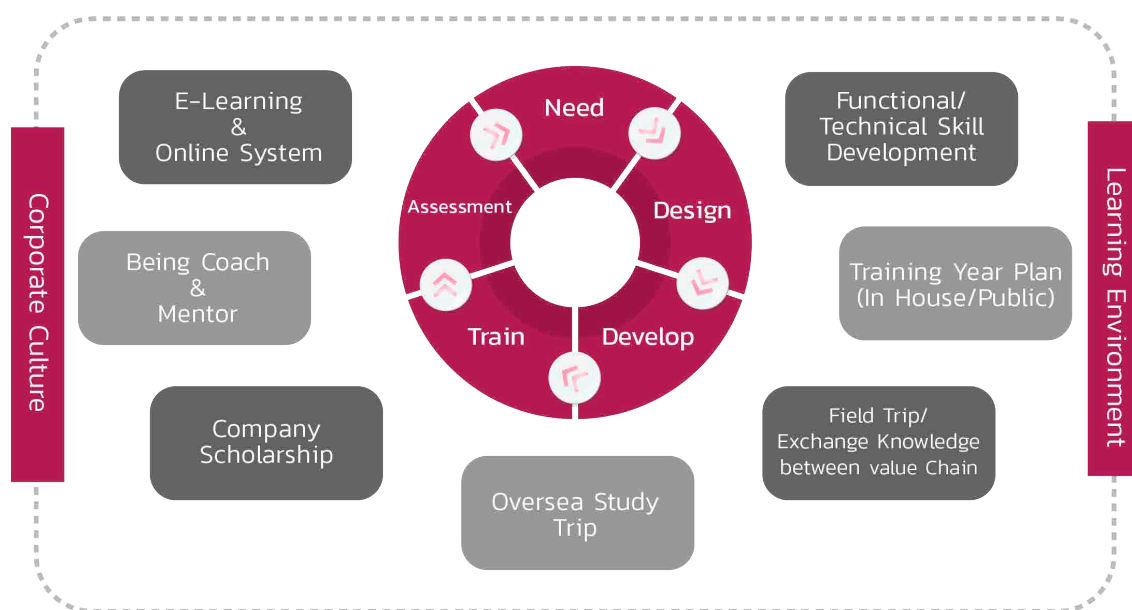 E-Learning
&
Online System
Being Coach
&
Mentor
Company
Scholarship
Corporate Culture
Need
Design
Develop
Train
Assessment
Oversea Study
Trip
Functional/
Technical Skill
Development
Training Year Plan
(In House/Public)
Field Trip/
Exchange Knowledge
between value Chain
Learning Environment